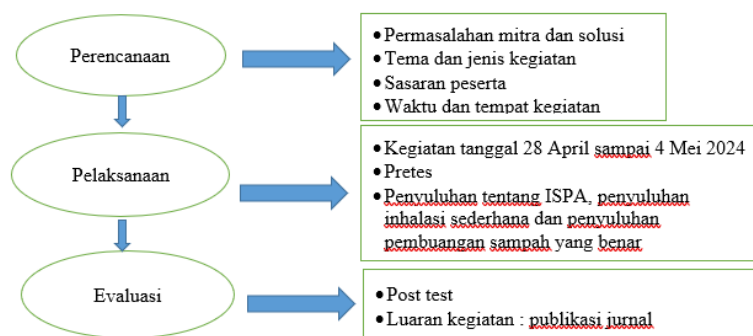 Perencanaan
• Permasalahan mitra dan solusi
• Tema dan jenis kegiatan
• Sasaran peserta
• Waktu dan tempat kegiatan
Pelaksanaan
• Kegiatan tanggal 28 April sampai 4 Mei 2024
• Pretes
• Penyuluhan tentang ISPA, penyuluhan
inhalasi sederhana dan penyuluhan
pembuangan sampah yang benar
Evaluasi
• Post test
• Luaran kegiatan : publikasi jurnal